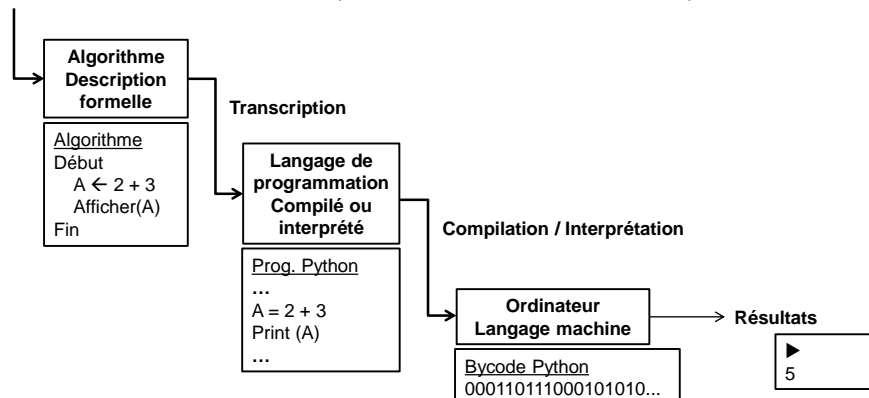 Algorithme
Description
formelle
Transcription
Algorithme
Début
A ← 2 + 3
Afficher(A)
Fin
Langage de
programmation
Compilé ou
interprété
Compilation / Interprétation
Prog. Python
…
A = 2 + 3
Print (A)
…
Ordinateur
Langage machine
Résultats
Bycode Python
000110111000101010...
►
5